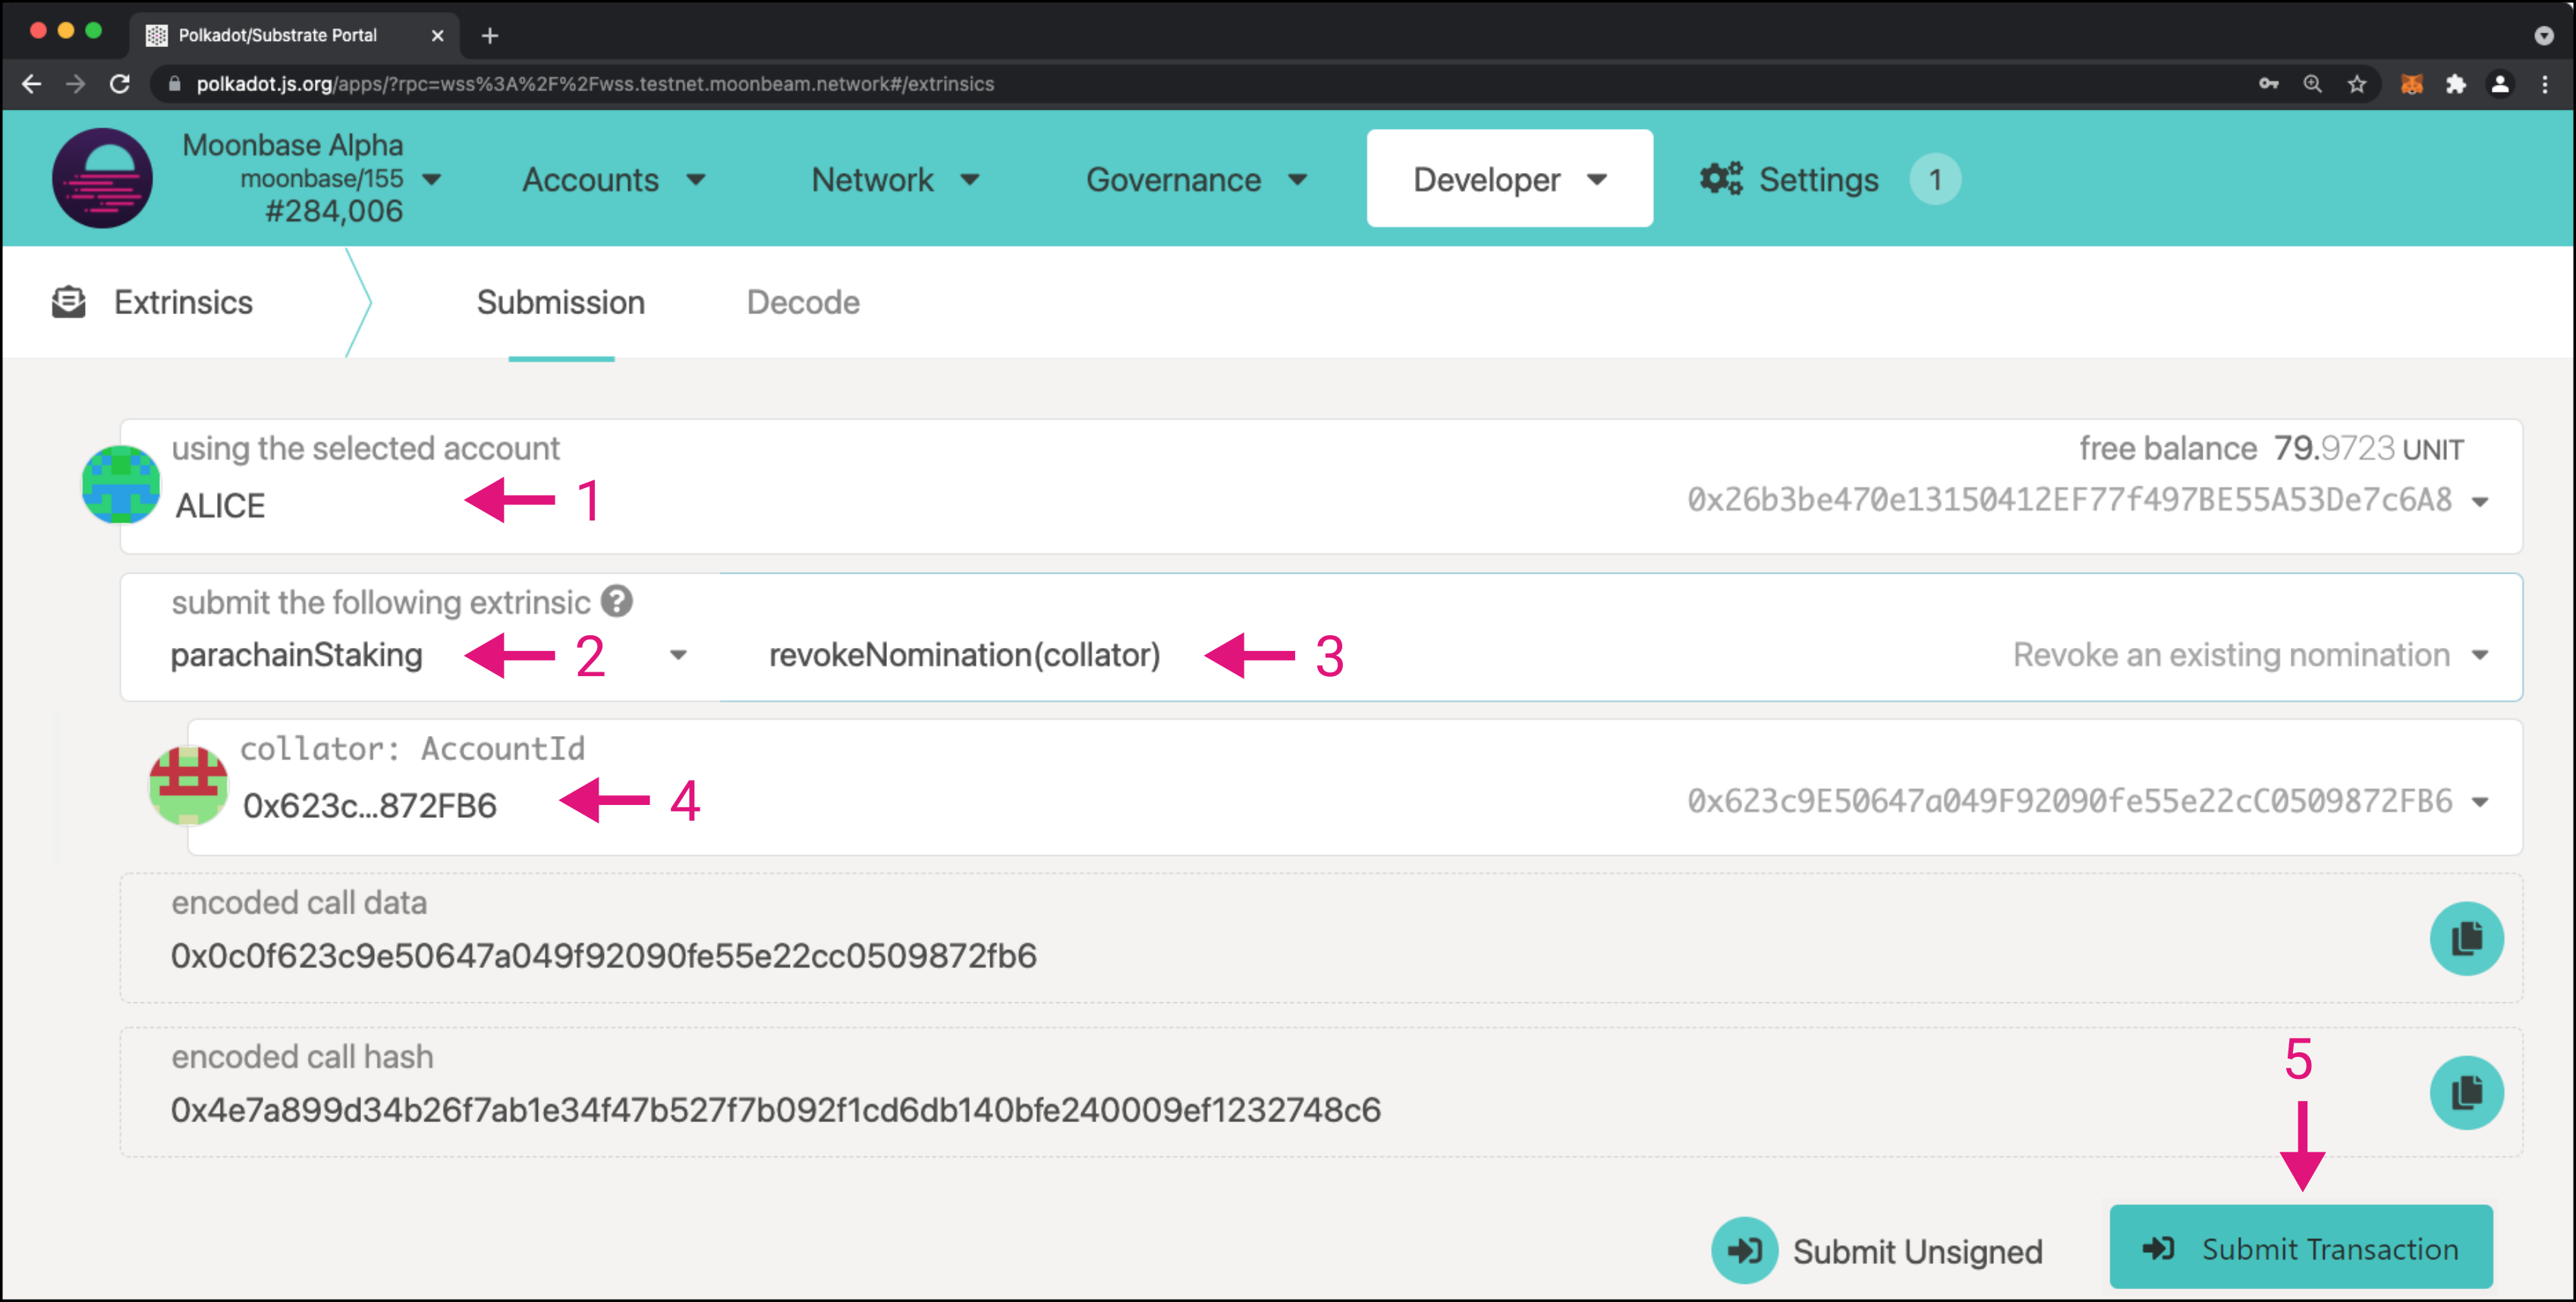 Polkadot/Substrate Portal
polkadot.js.org/apps/?rpc=wss%3A%2F%2Fwss.testnet.moonbeam.network#/extrinsics
Moonbase Alpha
moonbase/155
#284,006
Accounts
Network
Governance
Developer
Settings
1
Extrinsics
Submission
Decode
using the selected account
free balance 79.9723 UNIT
ALICE
1
0x26b3be470e13150412EF77f497BE55A53De7c6A8
submit the following extrinsic ?
parachainStaking
2
revokeNomination(collator)
3
Revoke an existing nomination
collator: AccountId
0x623c...872FB6
4
0x623c9E50647a049F92090fe55e22cC0509872FB6
encoded call data
0x0c0f623c9e50647a049f92090fe55e22cc0509872fb6
encoded call hash
0x4e7a899d34b26f7ab1e34f47b527f7b092f1cd6db140bfe240009ef1232748c6
5
Submit Unsigned
Submit Transaction